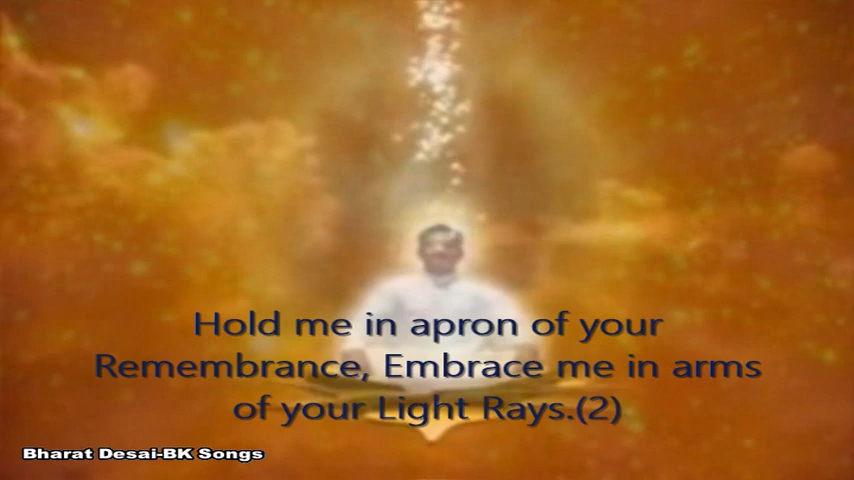 Hold me in apron of your
Remembrance, Embrace me in arms
of your Light Rays.(2)
Bharat Desai-BK Songs